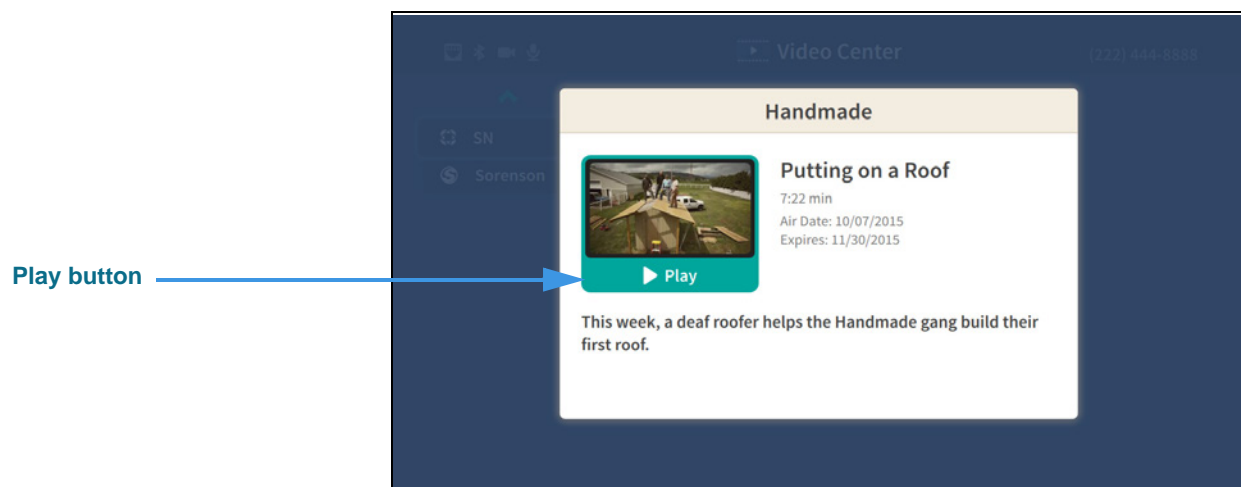 Video Center
(222) 444-8888
SN
Sorenson
Handmade
Putting on a Roof
7:22 min
Air Date: 10/07/2015
Expires: 11/30/2015
Play
Play button
This week, a deaf roofer helps the Handmade gang build their
first roof.